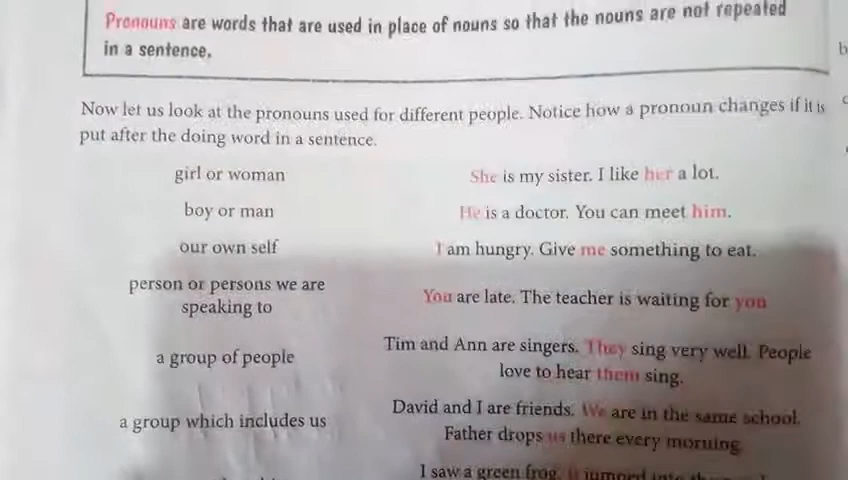 Pronouns are words that are used in place of nouns so that the nouns are not repeated
in a sentence.
Now let us look at the pronouns used for different people. Notice how a pronoun changes if it is
put after the doing word in a sentence.
girl or woman She is my sister. I like her a lot.
boy or man He is a doctor. You can meet him.
our own self I am hungry. Give me something to eat.
person or persons we are
speaking to
You are late. The teacher is waiting for you
a group of people
Tim and Ann are singers. They sing very well. People
love to hear them sing.
a group which includes us
David and I are friends. We are in the same school.
Father drops us there every morning
I saw a green frog. It jumped into